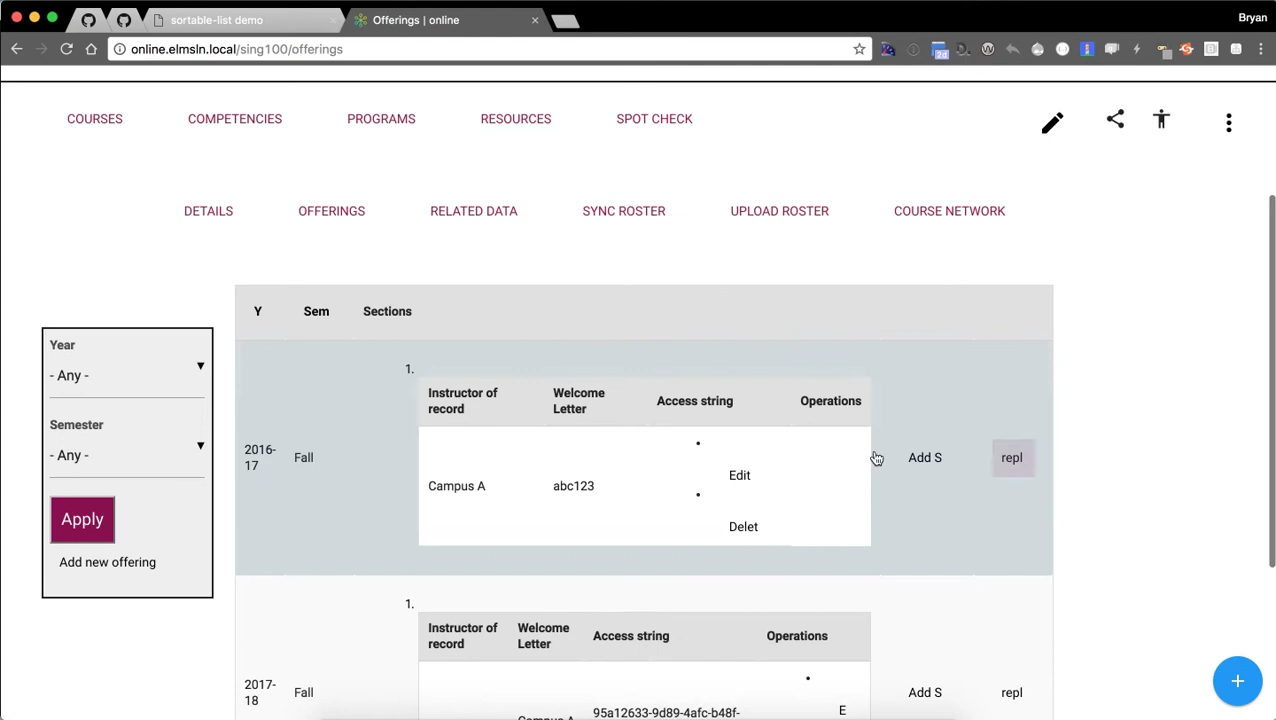 sortable-list demo
Offerings | online
Bryan
online.elmsln.local/sing100/offerings
2d
COURSES COMPETENCIES PROGRAMS RESOURCES SPOT CHECK
DETAILS OFFERINGS RELATED DATA SYNC ROSTER UPLOAD ROSTER COURSE NETWORK
Year
- Any -
Semester
- Any -
Apply
Add new offering
Y Sem Sections
2016-
17
Fall
1.
Instructor of
record
Welcome
Letter
Access string
Operations
Campus A
abc123
Edit
Delet
Add S
repl
2017-
18
Fall
1.
Instructor of
record
Welcome
Letter
Access string
Operations
Campus A
95a12633-9d89-4afc-b48f-
E
Add S
repl